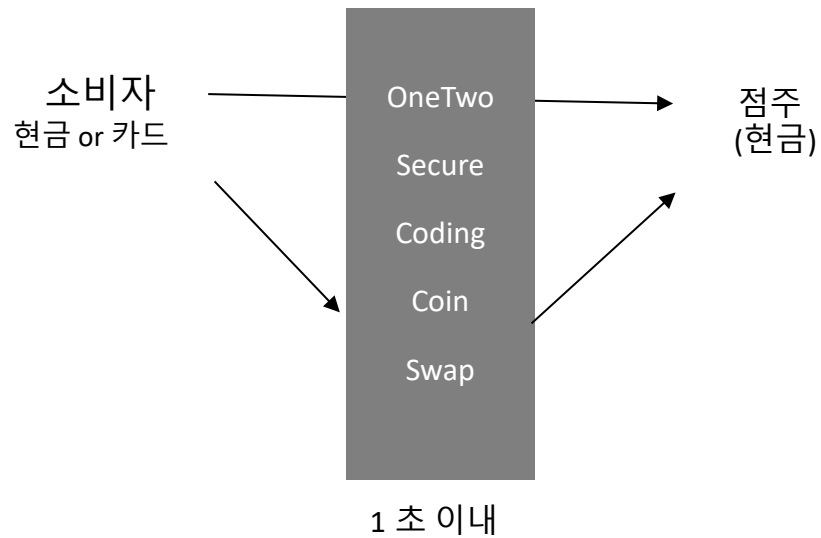 소비자
현금 or 카드
OneTwo
Secure
Coding
Coin
Swap
점주
(현금)
1 초 이내